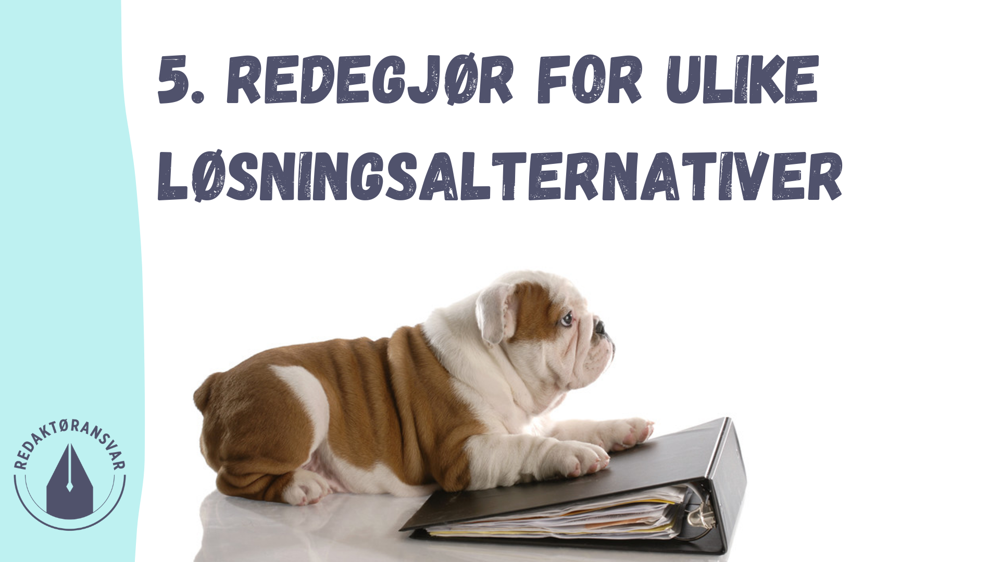 5. REDEGJØR FOR ULIKE
LØSNINGSALTERNATIVER
REDAKTØRANSVAR